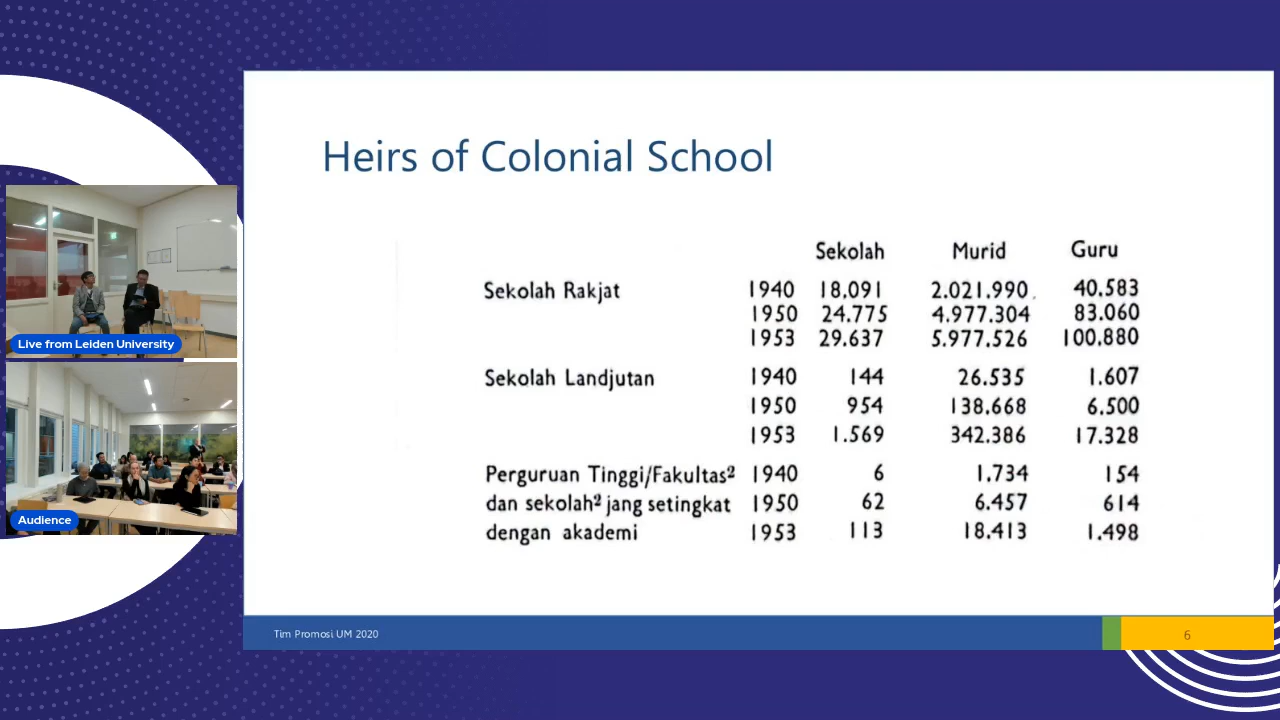 Heirs of Colonial School
Sekolah Murid Guru
Sekolah Rakjat 1940 18.091 2.021.990 40.583
1950 24.775 4.977.304 83.060
1953 29.637 5.977.526 100.880
Sekolah Landjutan 1940 144 26.535 1.607
1950 954 138.668 6.500
1953 1.569 342.386 17.328
Perguruan Tinggi/Fakultas² 1940 6 1.734 154
dan sekolah² jang setingkat 1950 62 6.457 614
dengan akademi 1953 113 18.413 1.498
Live from Leiden University
Audience
Tim Promosi UM 2020
6